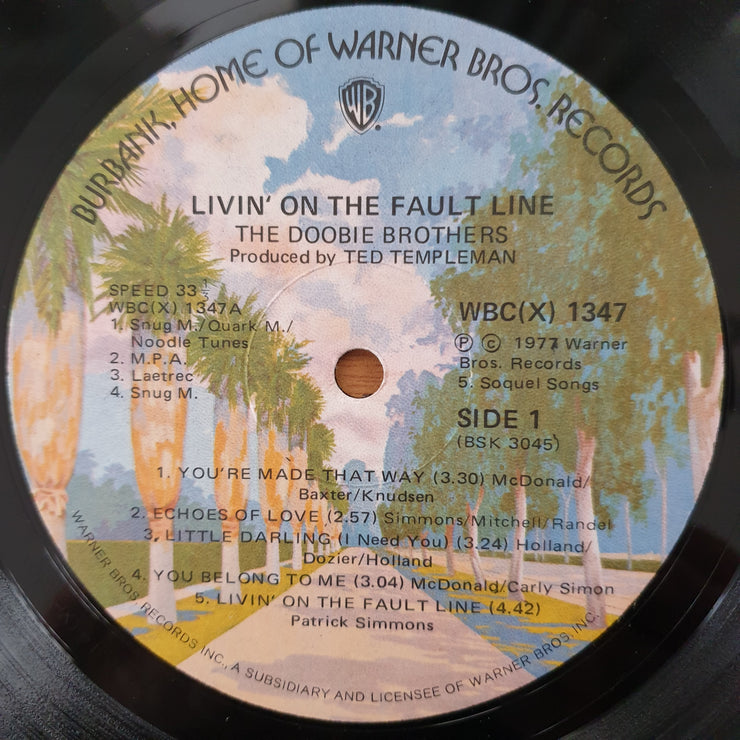 BURBANK, HOME OF WARNER BROS. RECORDS
WB
LIVIN' ON THE FAULT LINE
THE DOOBIE BROTHERS
Produced by TED TEMPLEMAN
SPEED 33 1/3
WBC(X) 1347A
1. Snug M./Quark M./
Noodle Tunes
2. M.P.A.
3. Laetrec
4. Snug M.
WBC(X) 1347
Ⓟ © 1977 Warner
Bros. Records
5. Soquel Songs
SIDE 1
(BSK 3045)
1. YOU'RE MADE THAT WAY (3.30) McDonald/
Baxter/Knudsen
2. ECHOES OF LOVE (2.57) Simmons/Mitchell/Randel
3. LITTLE DARLING (I Need You) (3.24) Holland/
Dozier/Holland
4. YOU BELONG TO ME (3.04) McDonald/Carly Simon
5. LIVIN' ON THE FAULT LINE (4.42)
Patrick Simmons
WARNER BROS. RECORDS INC., A SUBSIDIARY AND LICENSEE OF WARNER BROS. INC.